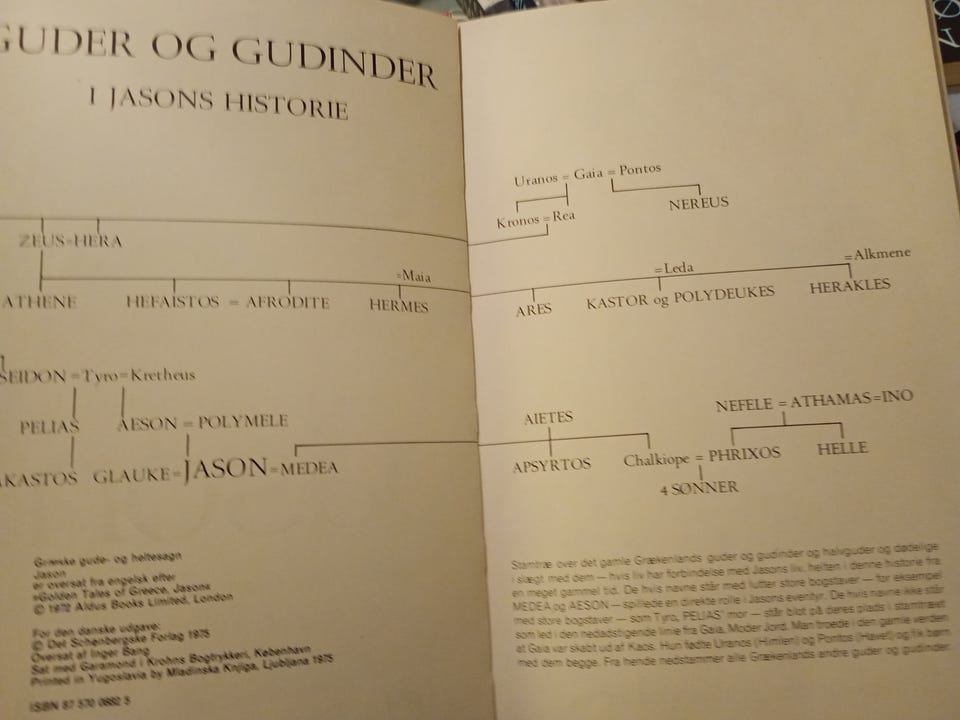 GUDER OG GUDINDER
I JASONS HISTORIE
ZEUS=HERA
=Maia
ATHENE HEFAISTOS = AFRODITE HERMES
SEIDON =Tyro=Kretheus
PELIAS AESON = POLYMELE
AKASTOS GLAUKE=JASON=MEDEA
Græske gude- og heltesagn
Jason
er oversat fra engelsk efter
»Golden Tales of Greece, Jason«
© 1972 Aldus Books Limited, London
For den danske udgave:
© Det Schønbergske Forlag 1975
Oversat af Inger Bang
Sat med Garamond i Krohns Bogtrykkeri, København
Printed in Yugoslavia by Mladinska Knjiga, Ljubljana 1975
ISBN 87 570 0662 5
Uranos = Gaia = Pontos
Kronos = Rea NEREUS
=Leda =Alkmene
ARES KASTOR og POLYDEUKES HERAKLES
NEFELE = ATHAMAS=INO
AIETES
APSYRTOS Chalkiope = PHRIXOS HELLE
4 SØNNER
Stamtræ over det gamle Grækenlands guder og gudinder og halvguder og dødelige
i slægt med dem — hvis liv har forbindelse med Jasons liv, helten i denne historie fra
en meget gammel tid. De hvis navne står med lutter store bogstaver — for eksempel
MEDEA og AESON — spillede en direkte rolle i Jasons eventyr. De hvis navne ikke står
med store bogstaver — som Tyro, PELIAS' mor — står blot på deres plads i stamtræet
som led i den nedadstigende linie fra Gaia, Moder Jord. Man troede i den gamle verden
at Gaia var skabt ud af Kaos. Hun fødte Uranos (Himlen) og Pontos (Havet) og fik børn
med dem begge. Fra hende nedstammer alle Grækenlands andre guder og gudinder.